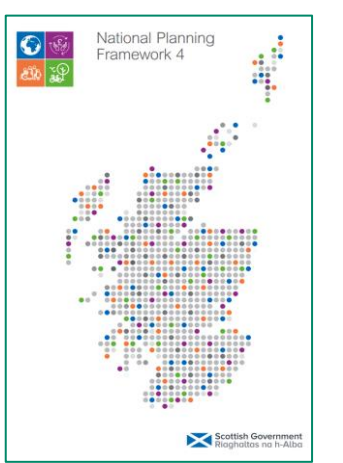 National Planning
Framework 4
Scottish Government
Riaghaltas na h-Alba